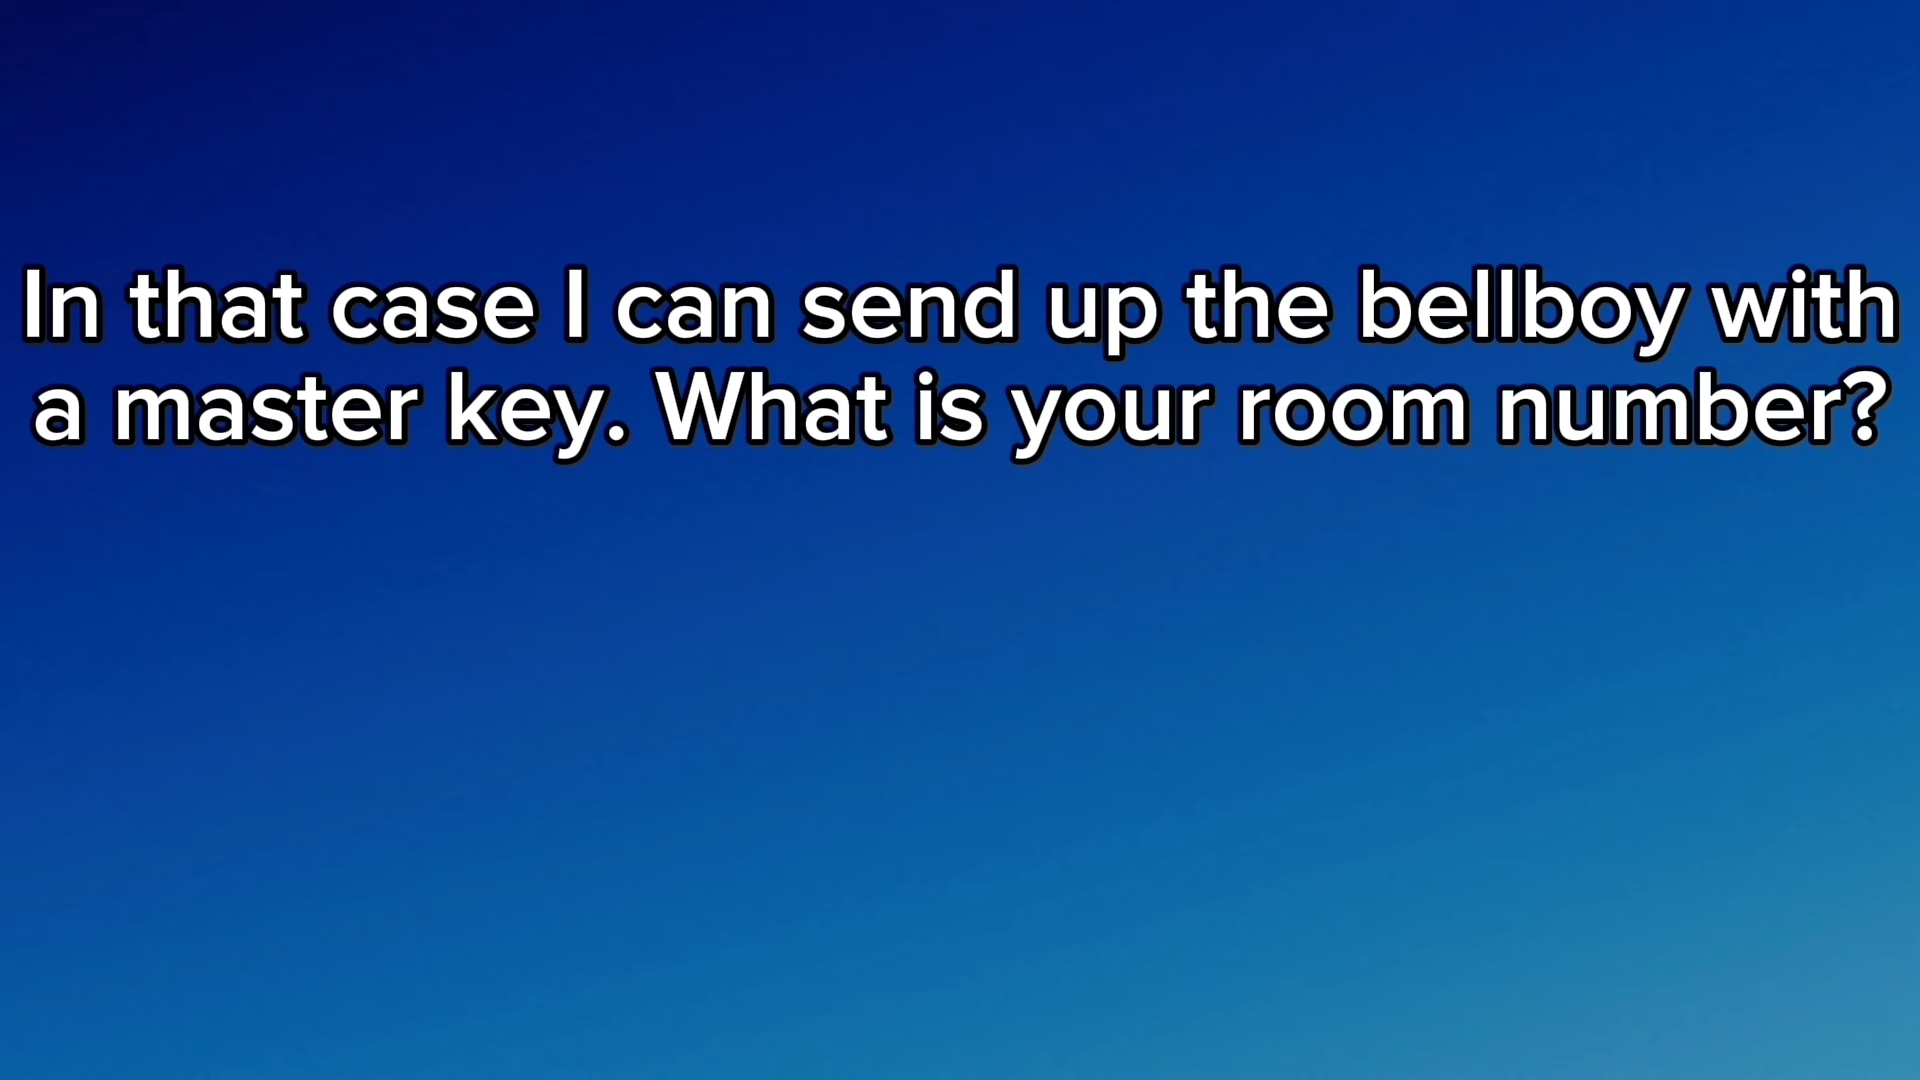 In that case I can send up the bellboy with
a master key. What is your room number?